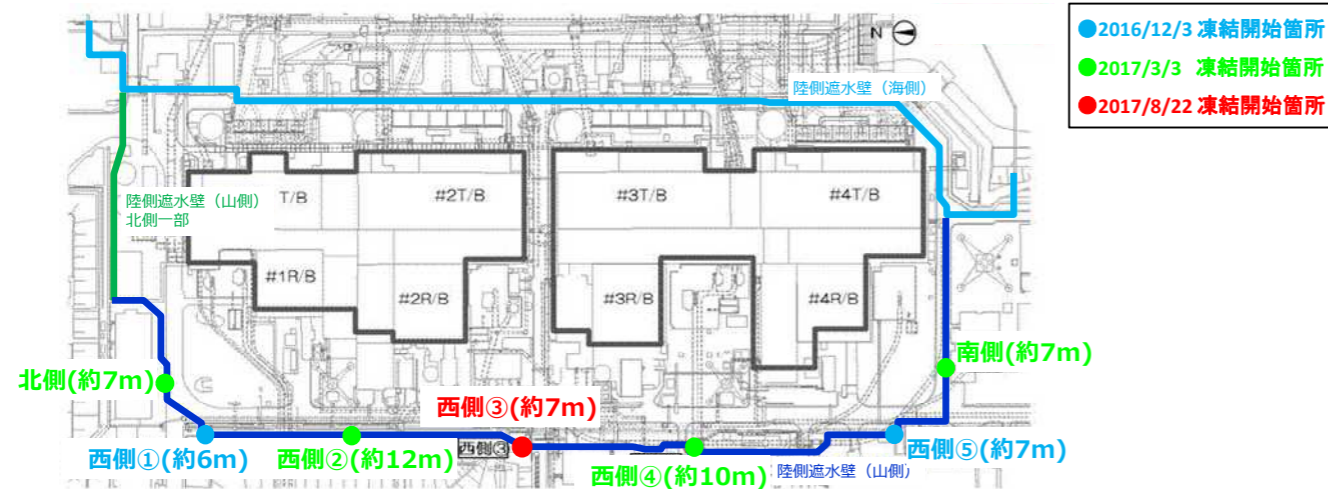 ●2016/12/3 凍結開始箇所
●2017/3/3 凍結開始箇所
●2017/8/22 凍結開始箇所
N
陸側遮水壁（海側）
陸側遮水壁（山側）
北側一部
T/B
#2T/B
#3T/B
#4T/B
#1R/B
#2R/B
#3R/B
#4R/B
北側(約7m)
南側(約7m)
西側③(約7m)
西側①(約6m)
西側②(約12m)
西側③
西側④(約10m)
陸側遮水壁（山側）
西側⑤(約7m)